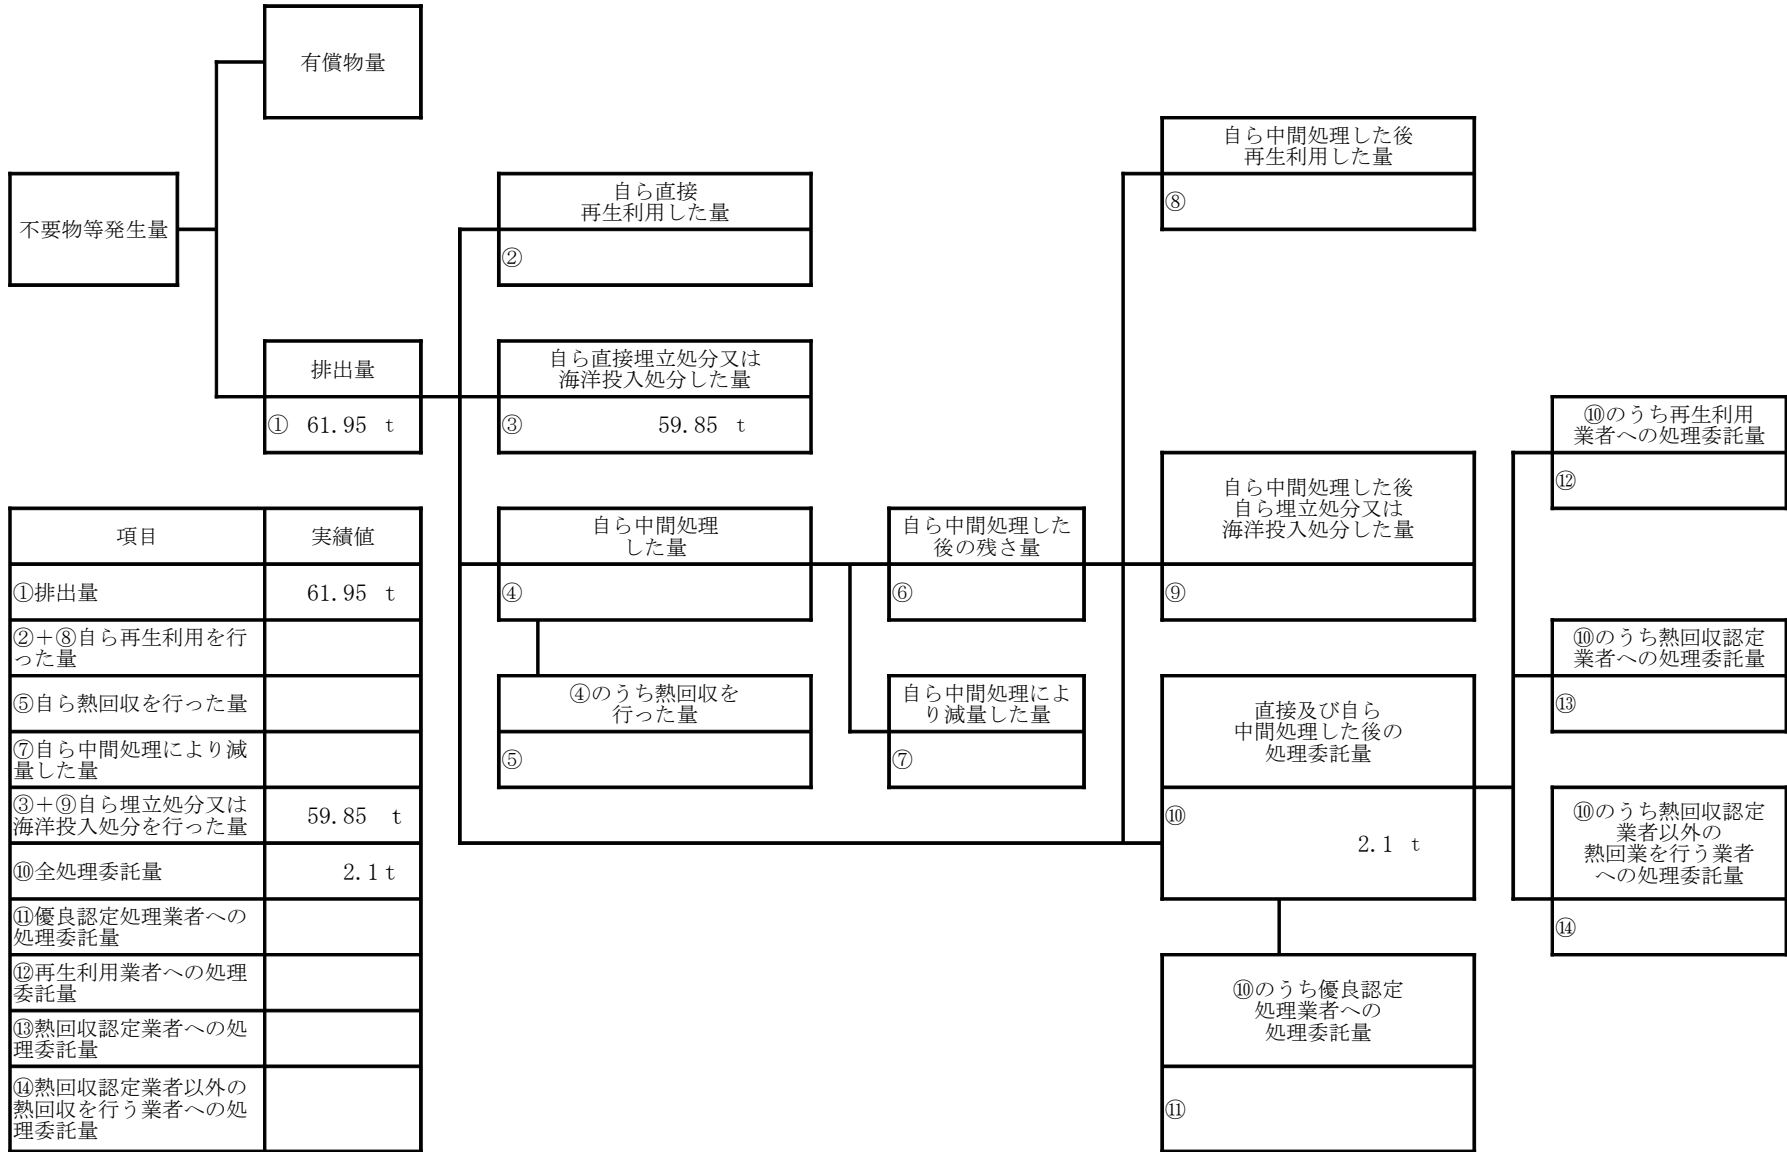 有償物量
不要物等発生量
排出量
① 61.95 t
自ら直接
再生利用した量
②
自ら直接埋立処分又は
海洋投入処分した量
③ 59.85 t
自ら中間処理
した量
④
④のうち熱回収を
行った量
⑤
自ら中間処理した
後の残さ量
⑥
自ら中間処理によ
り減量した量
⑦
自ら中間処理した後
再生利用した量
⑧
自ら中間処理した後
自ら埋立処分又は
海洋投入処分した量
⑨
直接及び自ら
中間処理した後の
処理委託量
⑩
2.1 t
⑩のうち優良認定
処理業者への
処理委託量
⑪
⑩のうち再生利用
業者への処理委託量
⑫
⑩のうち熱回収認定
業者への処理委託量
⑬
⑩のうち熱回収認定
業者以外の
熱回業を行う業者
への処理委託量
⑭
項目 実績値
①排出量 61.95 t
②+⑧自ら再生利用を行
った量
⑤自ら熱回収を行った量
⑦自ら中間処理により減
量した量
③+⑨自ら埋立処分又は
海洋投入処分を行った量 59.85 t
⑩全処理委託量 2.1 t
⑪優良認定処理業者への
処理委託量
⑫再生利用業者への処理
委託量
⑬熱回収認定業者への処
理委託量
⑭熱回収認定業者以外の
熱回収を行う業者への処
理委託量